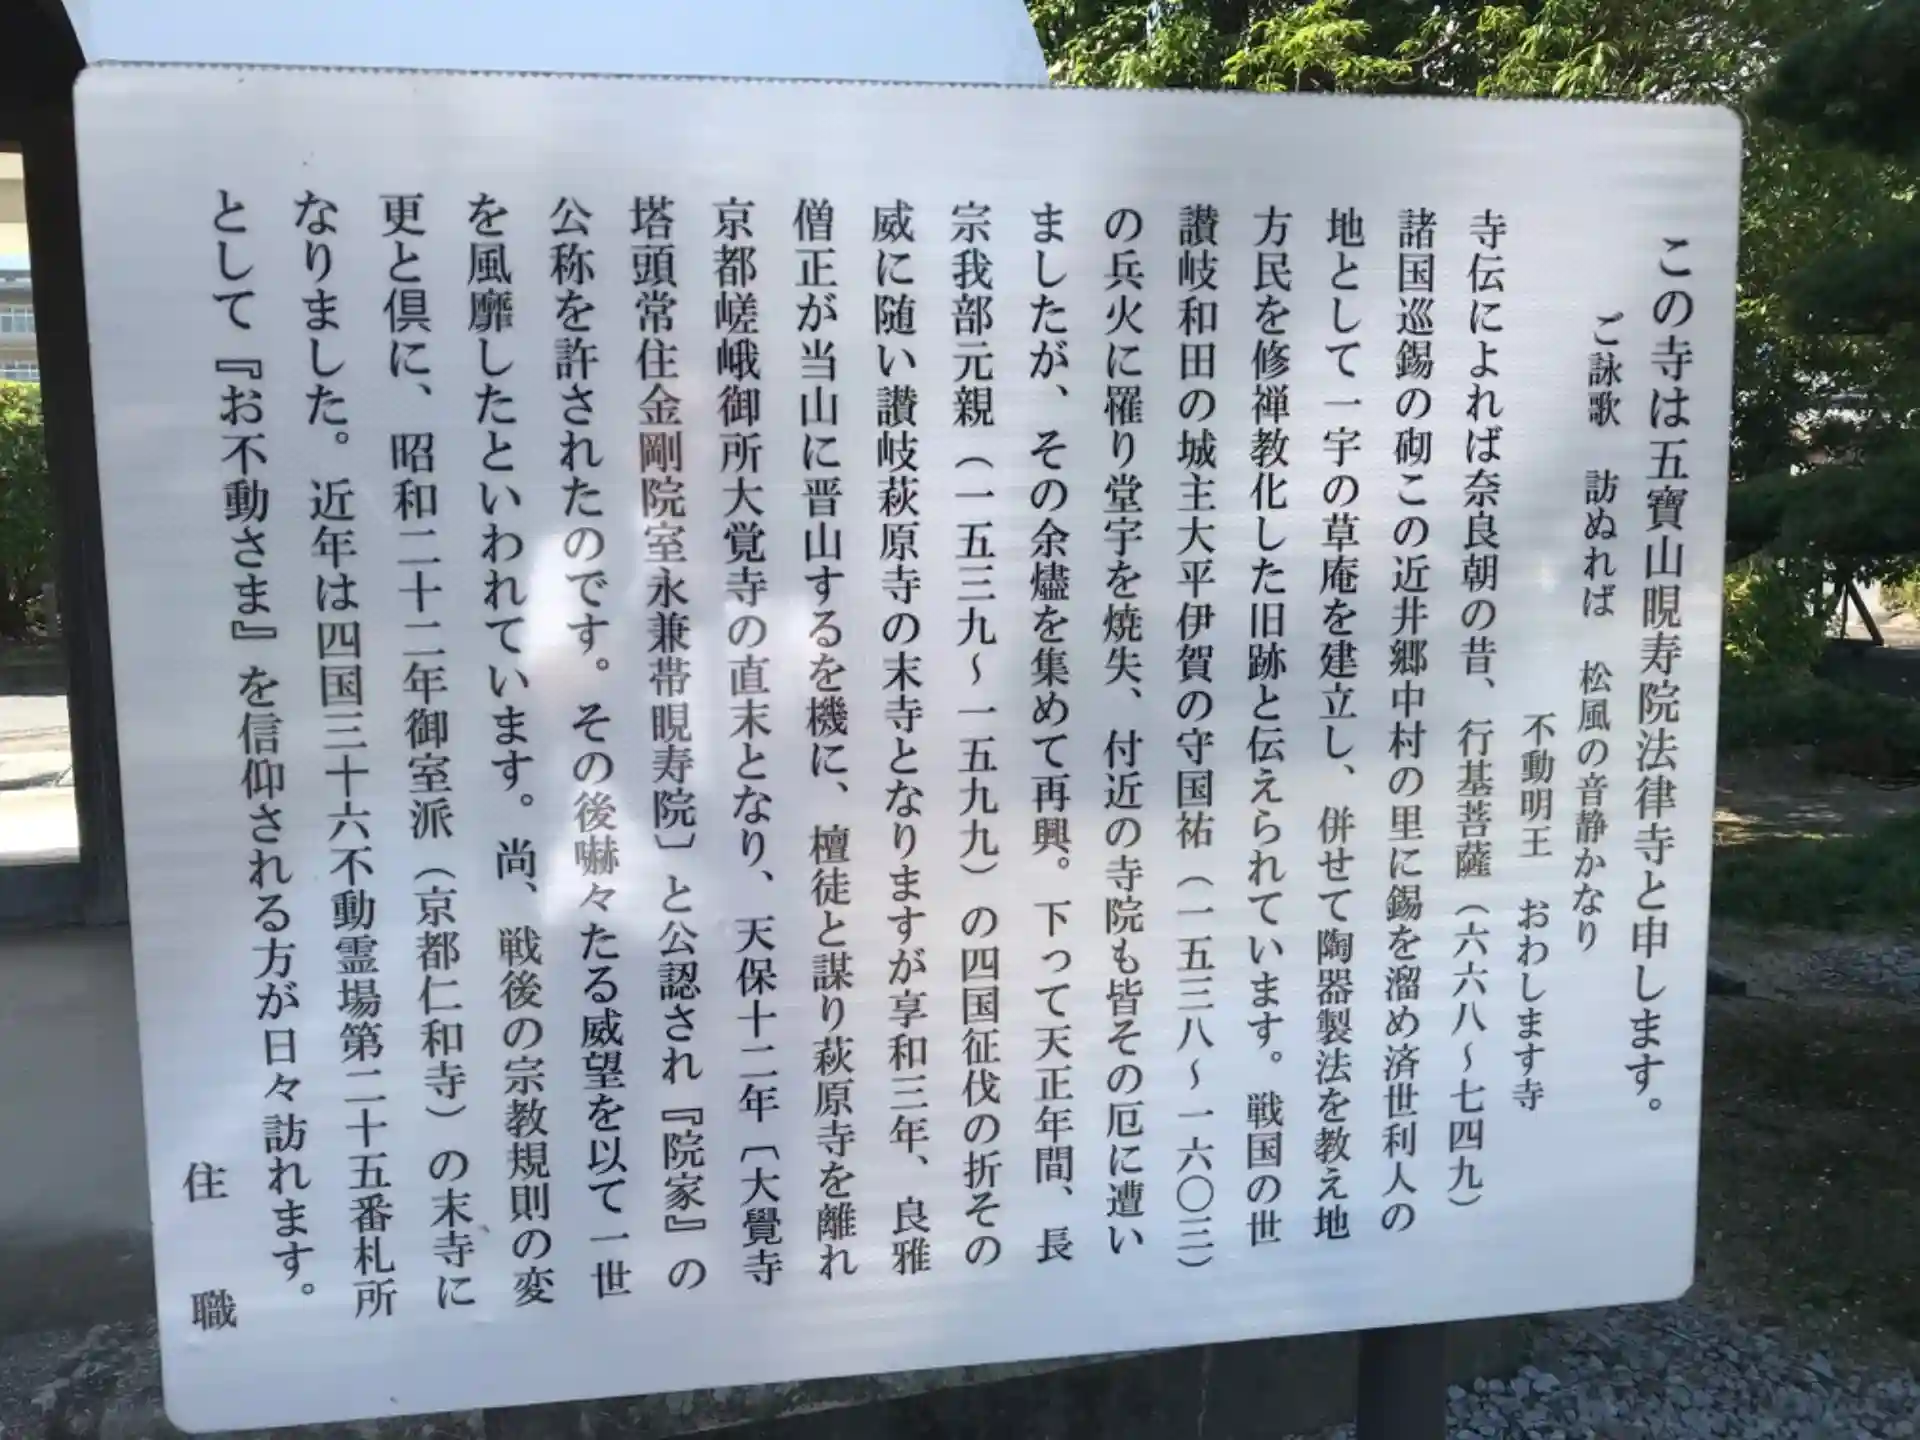 この寺は五寶山晛寿院法律寺と申します。
ご詠歌　訪ぬれば　松風の音静かなり
不動明王　おわします寺
寺伝によれば奈良朝の昔、行基菩薩（六六八～七四九）
諸国巡錫の砌この近井郷中村の里に錫を溜め済世利人の
地として一宇の草庵を建立し、併せて陶器製法を教え地
方民を修禅教化した旧跡と伝えられています。戦国の世
讃岐和田の城主大平伊賀の守国祐（一五三八～一六〇三）
の兵火に罹り堂宇を焼失、付近の寺院も皆その厄に遭い
ましたが、その余燼を集めて再興。下って天正年間、長
宗我部元親（一五三九～一五九九）の四国征伐の折その
威に随い讃岐萩原寺の末寺となりますが享和三年、良雅
僧正が当山に晋山するを機に、檀徒と謀り萩原寺を離れ
京都嵯峨御所大覚寺の直末となり、天保十二年〔大覺寺
塔頭常住金剛院室永兼帯晛寿院〕と公認され『院家』の
公称を許されたのです。その後嚇々たる威望を以て一世
を風靡したといわれています。尚、戦後の宗教規則の変
更と倶に、昭和二十二年御室派（京都仁和寺）の末寺に
なりました。近年は四国三十六不動霊場第二十五番札所
として『お不動さま』を信仰される方が日々訪れます。
住　職